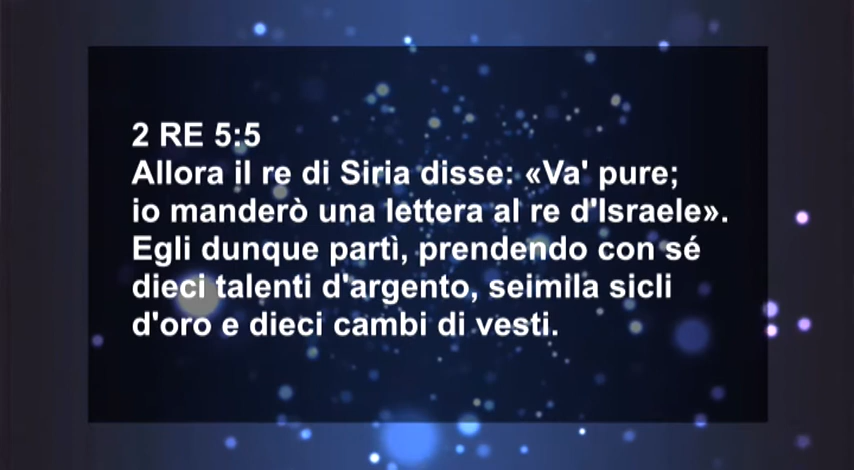 2 RE 5:5
Allora il re di Siria disse: «Va' pure;
io manderò una lettera al re d'Israele».
Egli dunque partì, prendendo con sé
dieci talenti d'argento, seimila sicli
d'oro e dieci cambi di vesti.